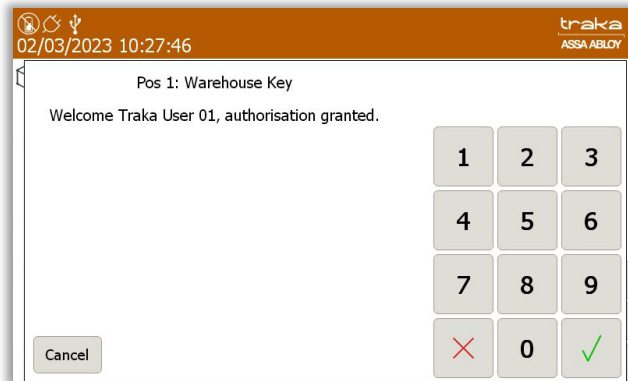 traka
02/03/2023 10:27:46
ASSA ABLOY
Pos 1: Warehouse Key
Welcome Traka User 01, authorisation granted.
1 2 3
4 5 6
7 8 9
Cancel
0